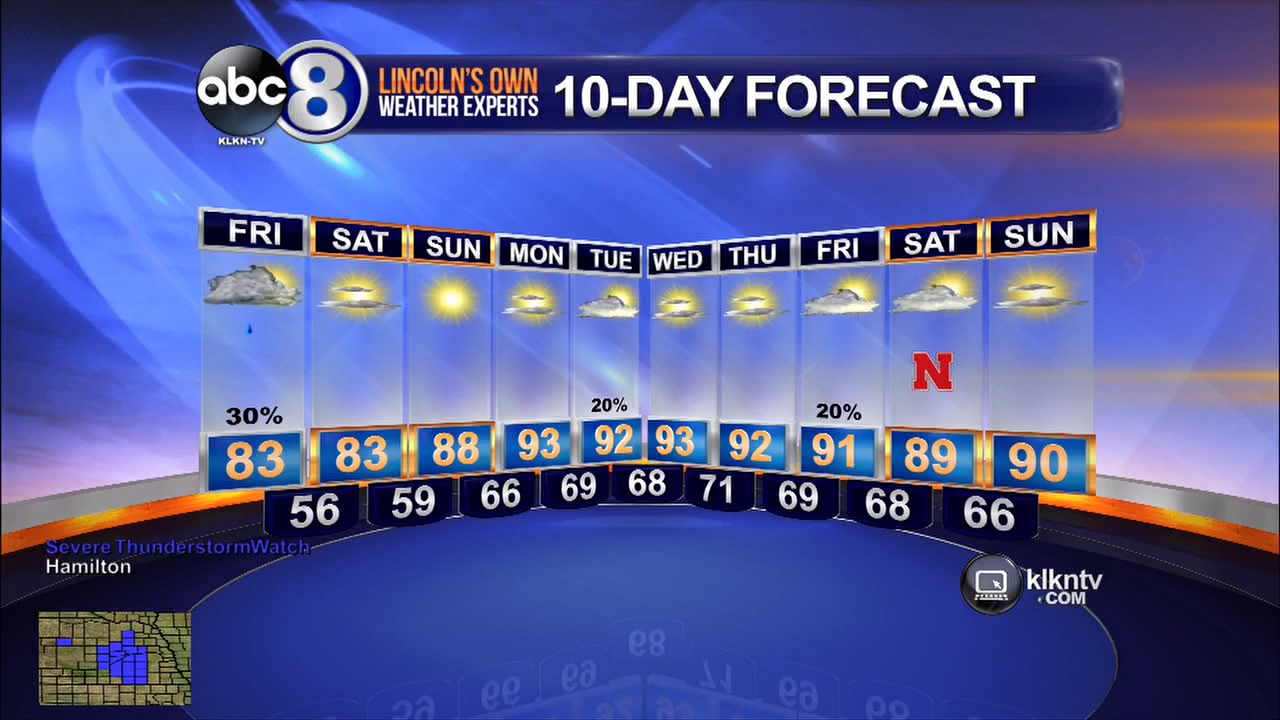 abc 8
KLKN-TV
LINCOLN'S OWN
WEATHER EXPERTS
10-DAY FORECAST
FRI SAT SUN MON TUE WED THU FRI SAT SUN
N
30% 20% 20%
83 83 88 93 92 93 92 91 89 90
56 59 66 69 68 71 69 68 66
Severe ThunderstormWatch
Hamilton
klkntv
.COM